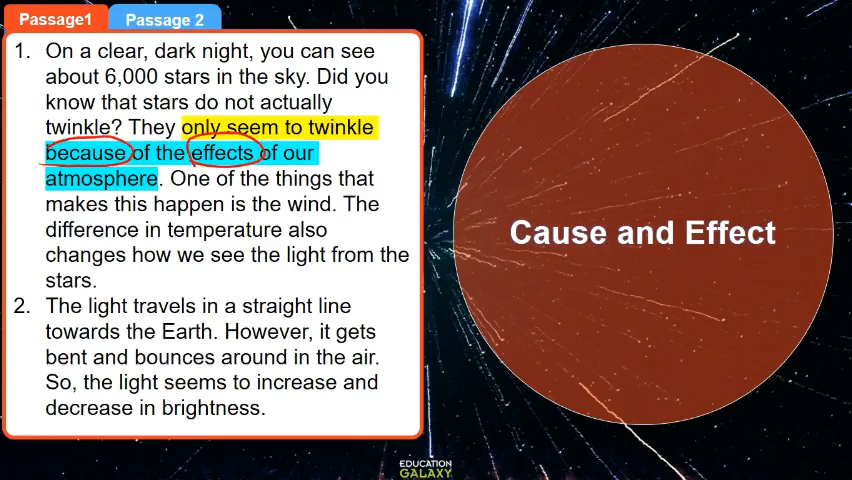 Passage1
Passage 2
1. On a clear, dark night, you can see
about 6,000 stars in the sky. Did you
know that stars do not actually
twinkle? They only seem to twinkle
because of the effects of our
atmosphere. One of the things that
makes this happen is the wind. The
difference in temperature also
changes how we see the light from the
stars.
2. The light travels in a straight line
towards the Earth. However, it gets
bent and bounces around in the air.
So, the light seems to increase and
decrease in brightness.
Cause and Effect
EDUCATION
GALAXY